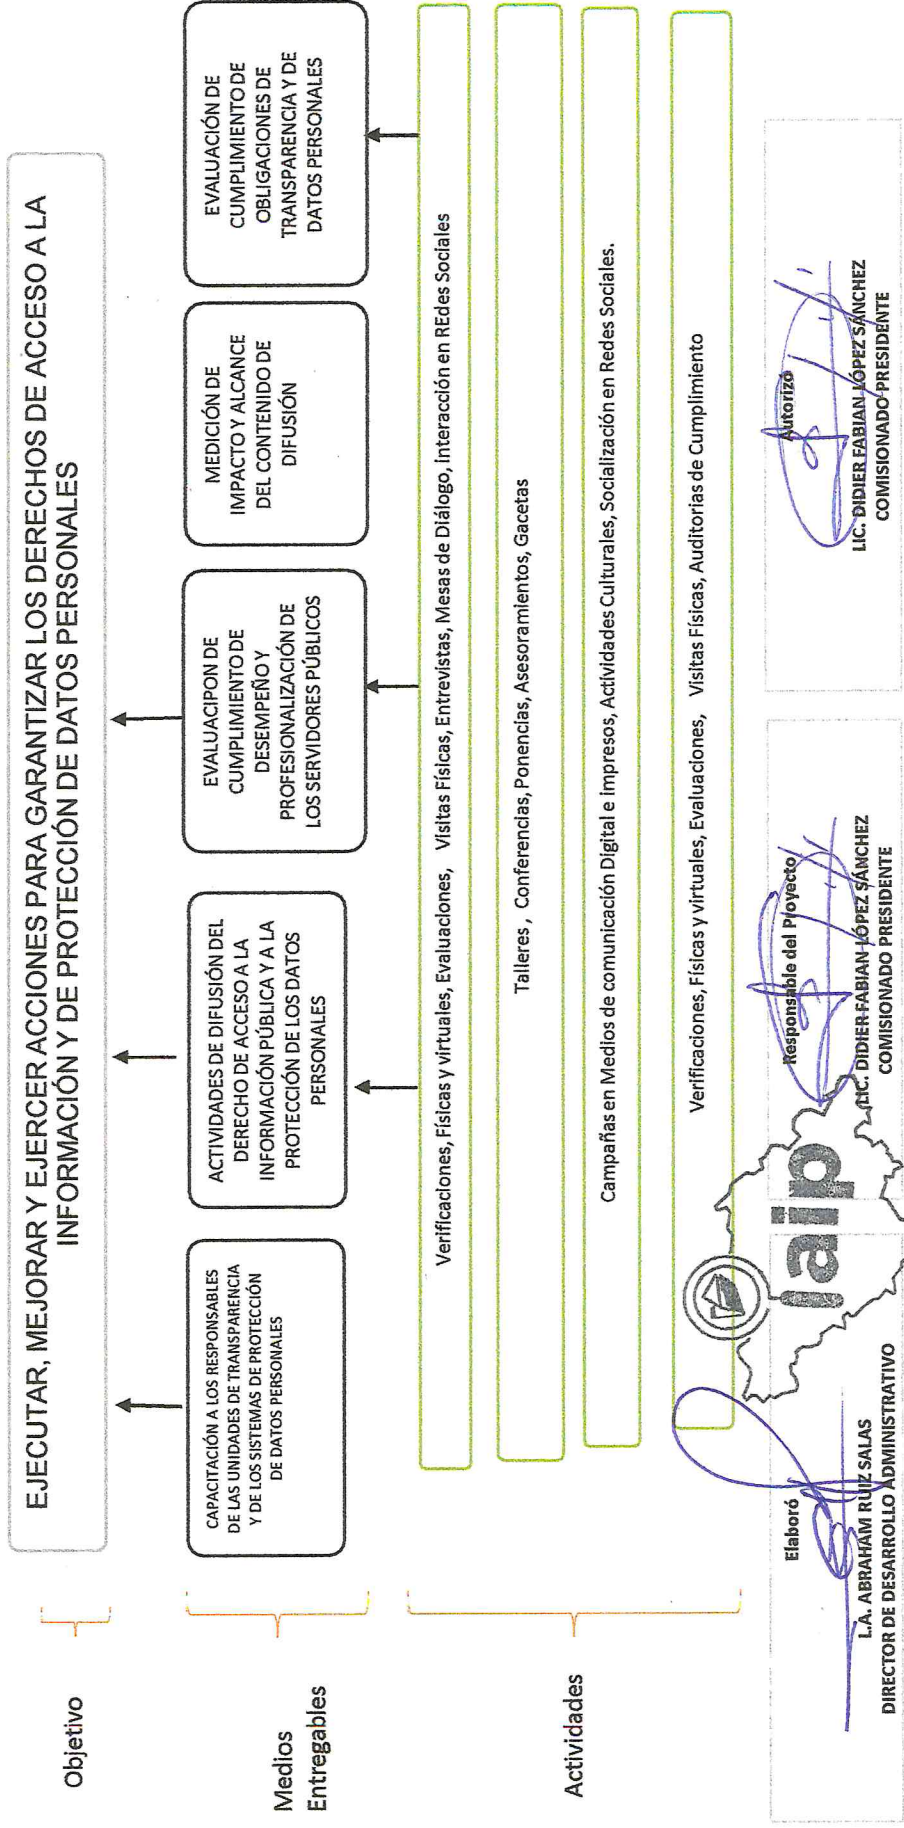 Objetivo
EJECUTAR, MEJORAR Y EJERCER ACCIONES PARA GARANTIZAR LOS DERECHOS DE ACCESO A LA
INFORMACIÓN Y DE PROTECCIÓN DE DATOS PERSONALES
Medios
Entregables
CAPACITACIÓN A LOS RESPONSABLES
DE LAS UNIDADES DE TRANSPARENCIA
Y DE LOS SISTEMAS DE PROTECCIÓN
DE DATOS PERSONALES
ACTIVIDADES DE DIFUSIÓN DEL
DERECHO DE ACCESO A LA
INFORMACIÓN PÚBLICA Y A LA
PROTECCIÓN DE LOS DATOS
PERSONALES
EVALUACIPON DE
CUMPLIMIENTO DE
DESEMPEÑO Y
PROFESIONALIZACIÓN DE
LOS SERVIDORES PÚBLICOS
MEDICIÓN DE
IMPACTO Y ALCANCE
DEL CONTENIDO DE
DIFUSIÓN
EVALUACIÓN DE
CUMPLIMIENTO DE
OBLIGACIONES DE
TRANSPARENCIA Y DE
DATOS PERSONALES
Actividades
Verificaciones, Físicas y virtuales, Evaluaciones, Visitas Físicas, Entrevistas, Mesas de Diálogo, interacción en REdes Sociales
Talleres , Conferencias, Ponencias, Asesoramientos, Gacetas
Campañas en Medios de comunicación Digital e impresos, Actividades Culturales, Socialización en Redes Sociales.
Verificaciones, Físicas y virtuales, Evaluaciones, Visitas Físicas, Auditorias de Cumplimiento
Elaboró
L.A. ABRAHAM RUIZ SALAS
DIRECTOR DE DESARROLLO ADMINISTRATIVO
iaip
Responsable del Proyecto
LIC. DIDIER FABIAN LÓPEZ SÁNCHEZ
COMISIONADO PRESIDENTE
Autorizó
LIC. DIDIER FABIAN LÓPEZ SÁNCHEZ
COMISIONADO PRESIDENTE